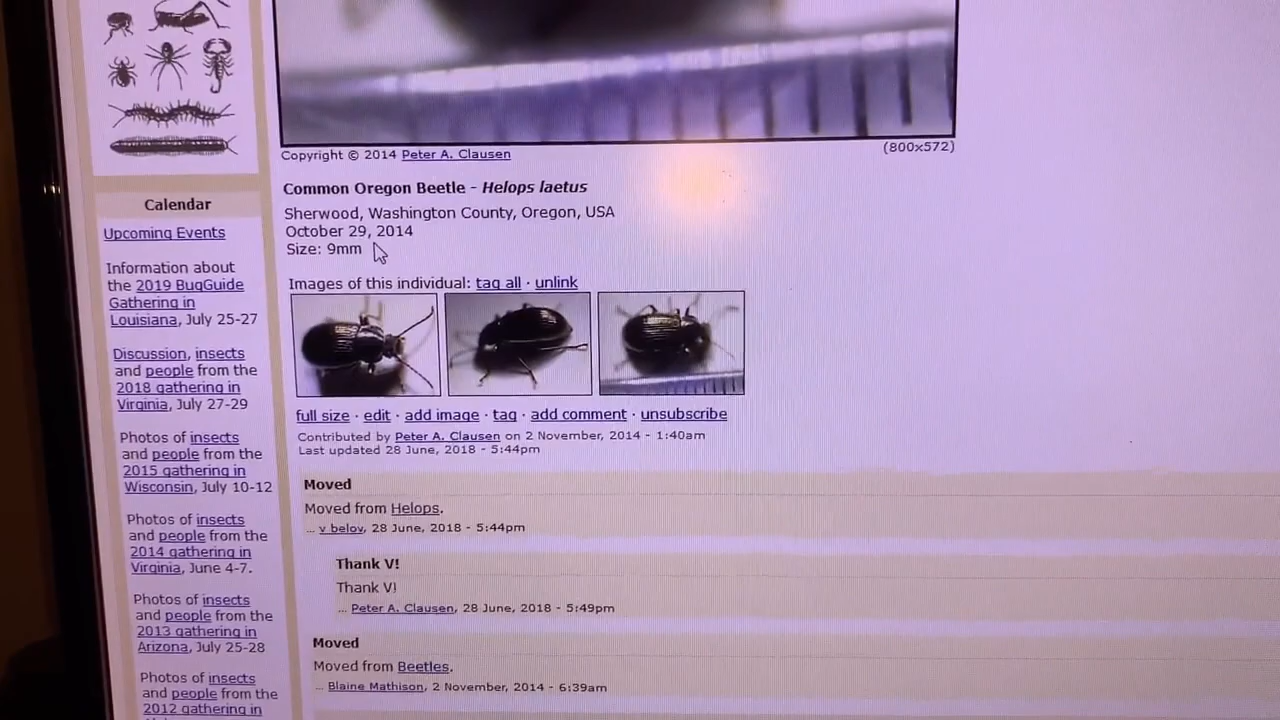 Copyright © 2014 Peter A. Clausen
(800x572)
Common Oregon Beetle - Helops laetus
Sherwood, Washington County, Oregon, USA
October 29, 2014
Size: 9mm
Images of this individual: tag all · unlink
full size · edit · add image · tag · add comment · unsubscribe
Contributed by Peter A. Clausen on 2 November, 2014 - 1:40am
Last updated 28 June, 2018 - 5:44pm
Moved
Moved from Helops.
... v belov, 28 June, 2018 - 5:44pm
Thank V!
Thank V!
... Peter A. Clausen, 28 June, 2018 - 5:49pm
Moved
Moved from Beetles.
... Blaine Mathison, 2 November, 2014 - 6:39am
Calendar
Upcoming Events
Information about
the 2019 BugGuide
Gathering in
Louisiana, July 25-27
Discussion, insects
and people from the
2018 gathering in
Virginia, July 27-29
Photos of insects
and people from the
2015 gathering in
Wisconsin, July 10-12
Photos of insects
and people from the
2014 gathering in
Virginia, June 4-7.
Photos of insects
and people from the
2013 gathering in
Arizona, July 25-28
Photos of insects
and people from the
2012 gathering in